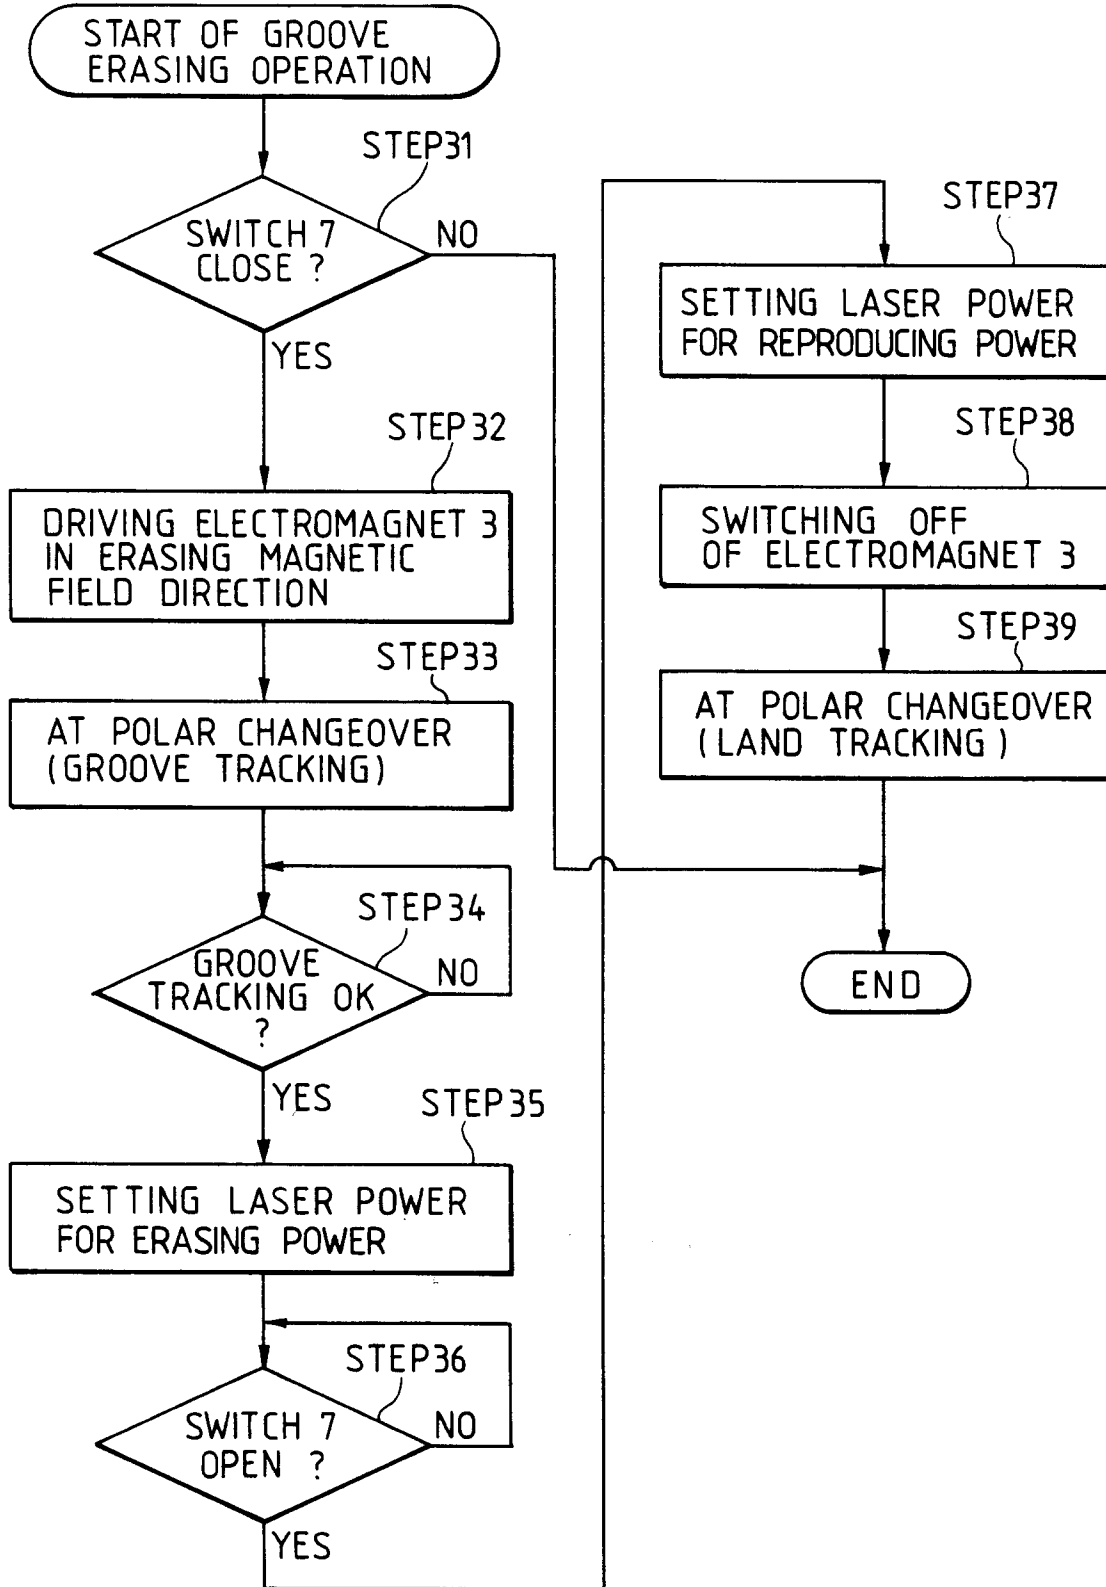 START OF GROOVE
ERASING OPERATION
STEP31
SWITCH 7
CLOSE ?
NO
YES
STEP32
DRIVING ELECTROMAGNET 3
IN ERASING MAGNETIC
FIELD DIRECTION
STEP33
AT POLAR CHANGEOVER
(GROOVE TRACKING)
STEP34
GROOVE
TRACKING OK
?
NO
YES
STEP35
SETTING LASER POWER
FOR ERASING POWER
STEP36
SWITCH 7
OPEN ?
NO
YES
STEP37
SETTING LASER POWER
FOR REPRODUCING POWER
STEP38
SWITCHING OFF
OF ELECTROMAGNET 3
STEP39
AT POLAR CHANGEOVER
(LAND TRACKING)
END